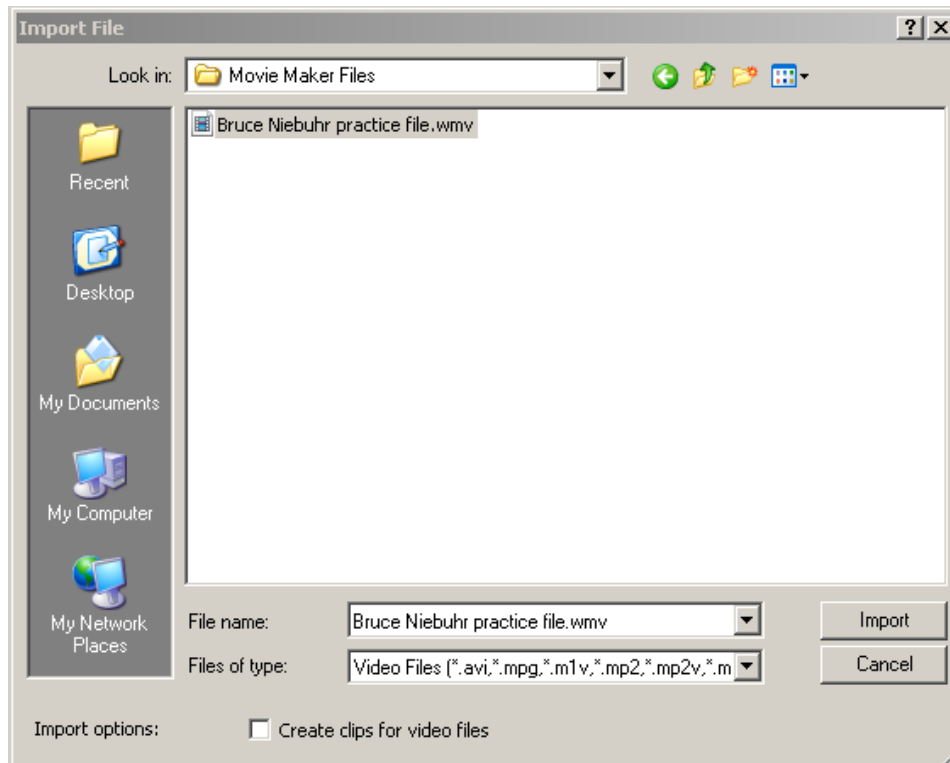 Import File
Look in:
Movie Maker Files
Bruce Niebuhr practice file.wmv
Recent
Desktop
My Documents
My Computer
My Network
Places
File name:
Bruce Niebuhr practice file.wmv
Import
Files of type:
Video Files (*.avi,*.mpg,*.m1v,*.mp2,*.mp2v,*.m
Cancel
Import options:
Create clips for video files